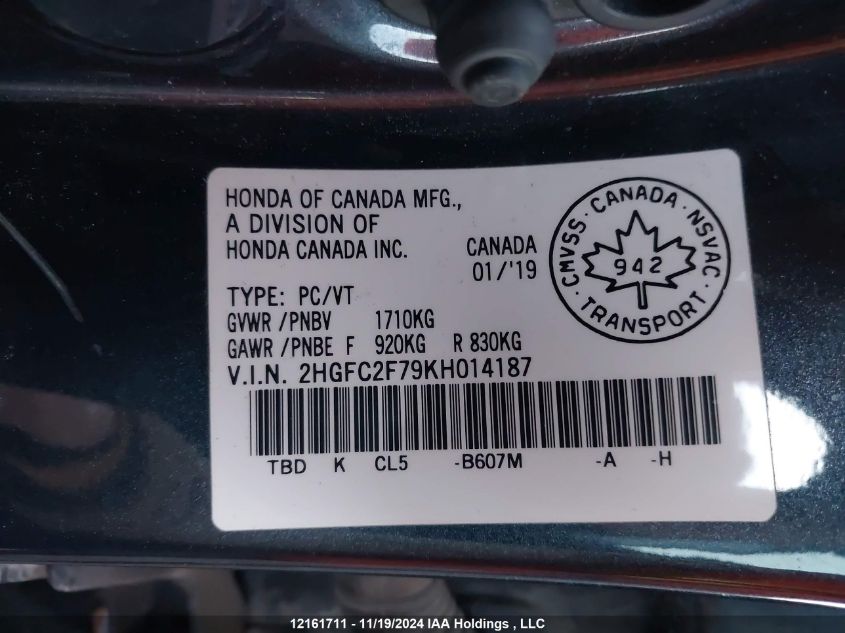 HONDA OF CANADA MFG.,
A DIVISION OF
HONDA CANADA INC. CANADA
01/'19
TYPE: PC/VT
GVWR/PNBV 1710KG
GAWR/PNBE F 920KG R 830KG
V.I.N. 2HGFC2F79KH014187
TBD K CL5 -B607M -A -H
CMVSS · CANADA · NSVAC · TRANSPORT ·
942
12161711 - 11/19/2024 IAA Holdings , LLC